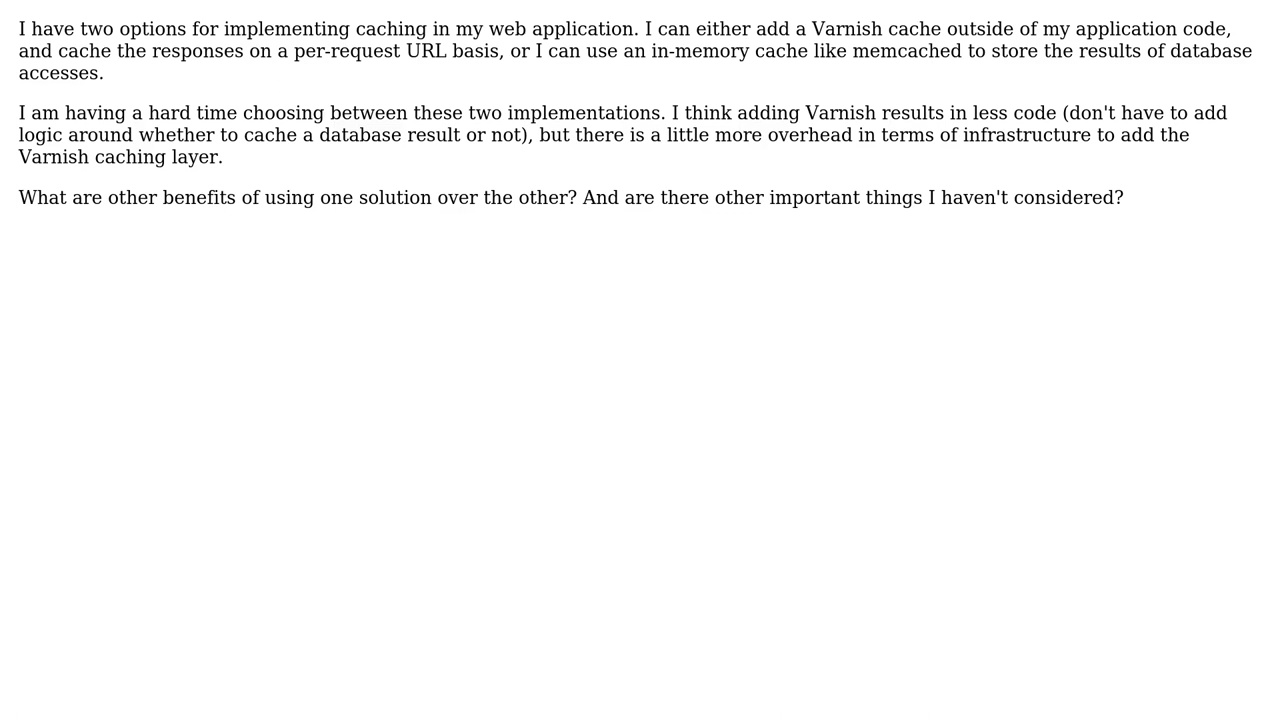 I have two options for implementing caching in my web application. I can either add a Varnish cache outside of my application code,
and cache the responses on a per-request URL basis, or I can use an in-memory cache like memcached to store the results of database
accesses.
I am having a hard time choosing between these two implementations. I think adding Varnish results in less code (don't have to add
logic around whether to cache a database result or not), but there is a little more overhead in terms of infrastructure to add the
Varnish caching layer.
What are other benefits of using one solution over the other? And are there other important things I haven't considered?